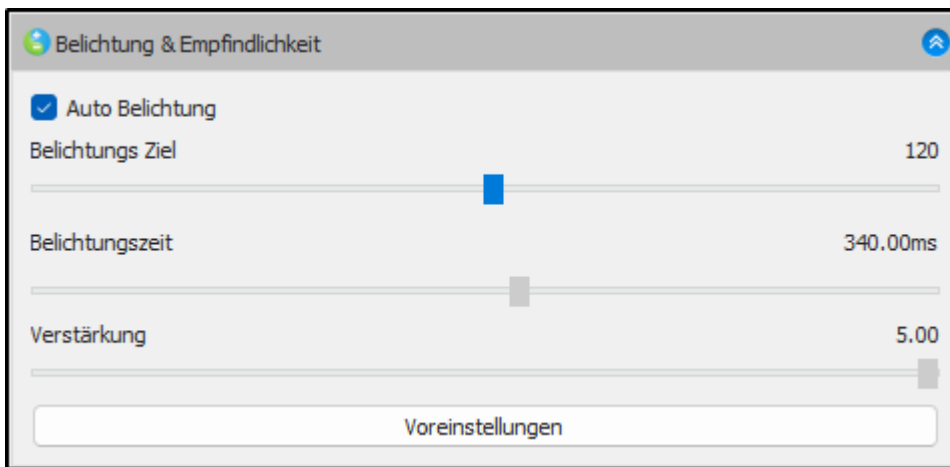 Belichtung & Empfindlichkeit
Auto Belichtung
Belichtungs Ziel 120
Belichtungszeit 340.00ms
Verstärkung 5.00
Voreinstellungen